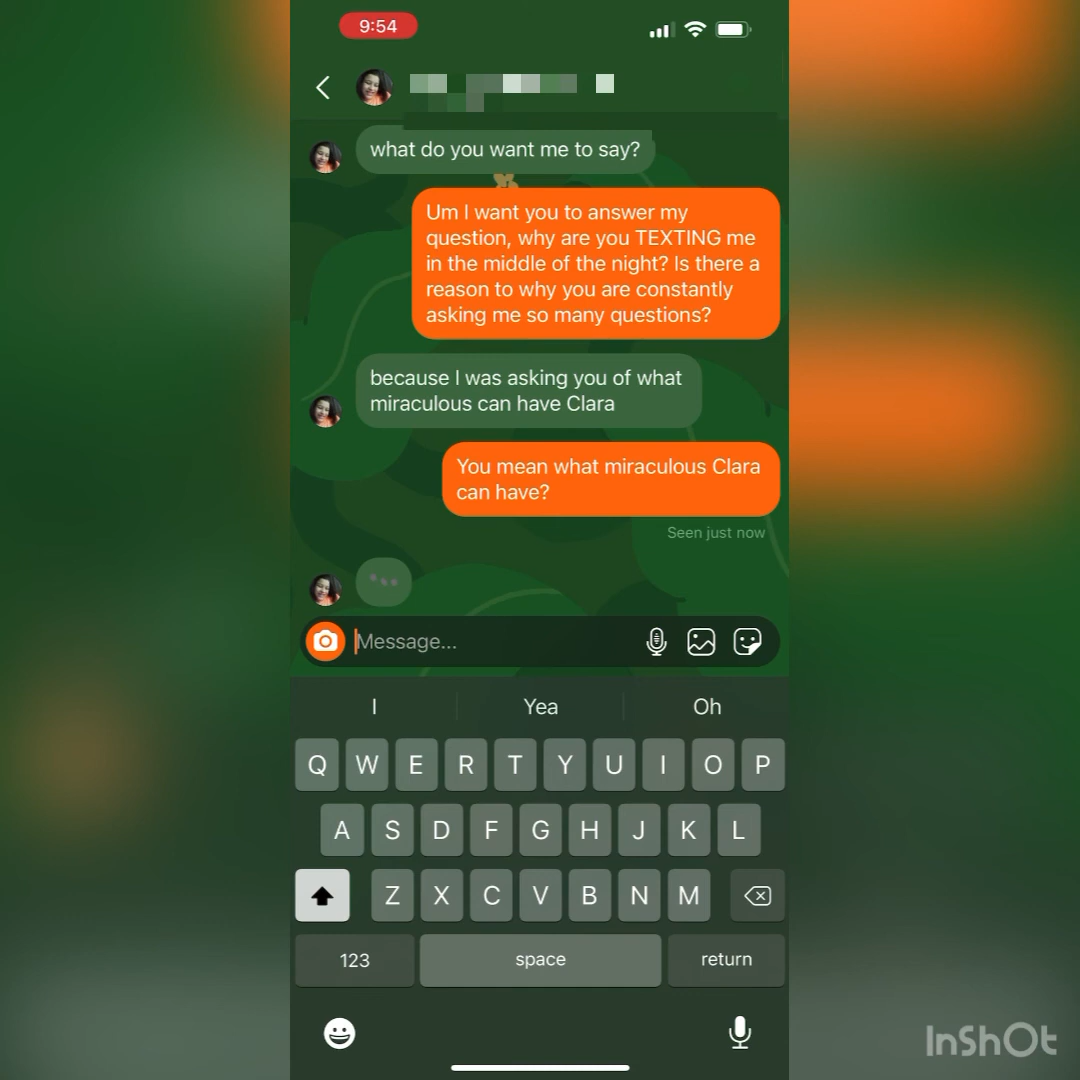 9:54
what do you want me to say?
Um I want you to answer my
question, why are you TEXTING me
in the middle of the night? Is there a
reason to why you are constantly
asking me so many questions?
because I was asking you of what
miraculous can have Clara
You mean what miraculous Clara
can have?
Seen just now
Message...
I Yea Oh
Q W E R T Y U I O P
A S D F G H J K L
Z X C V B N M
123 space return
InShOt